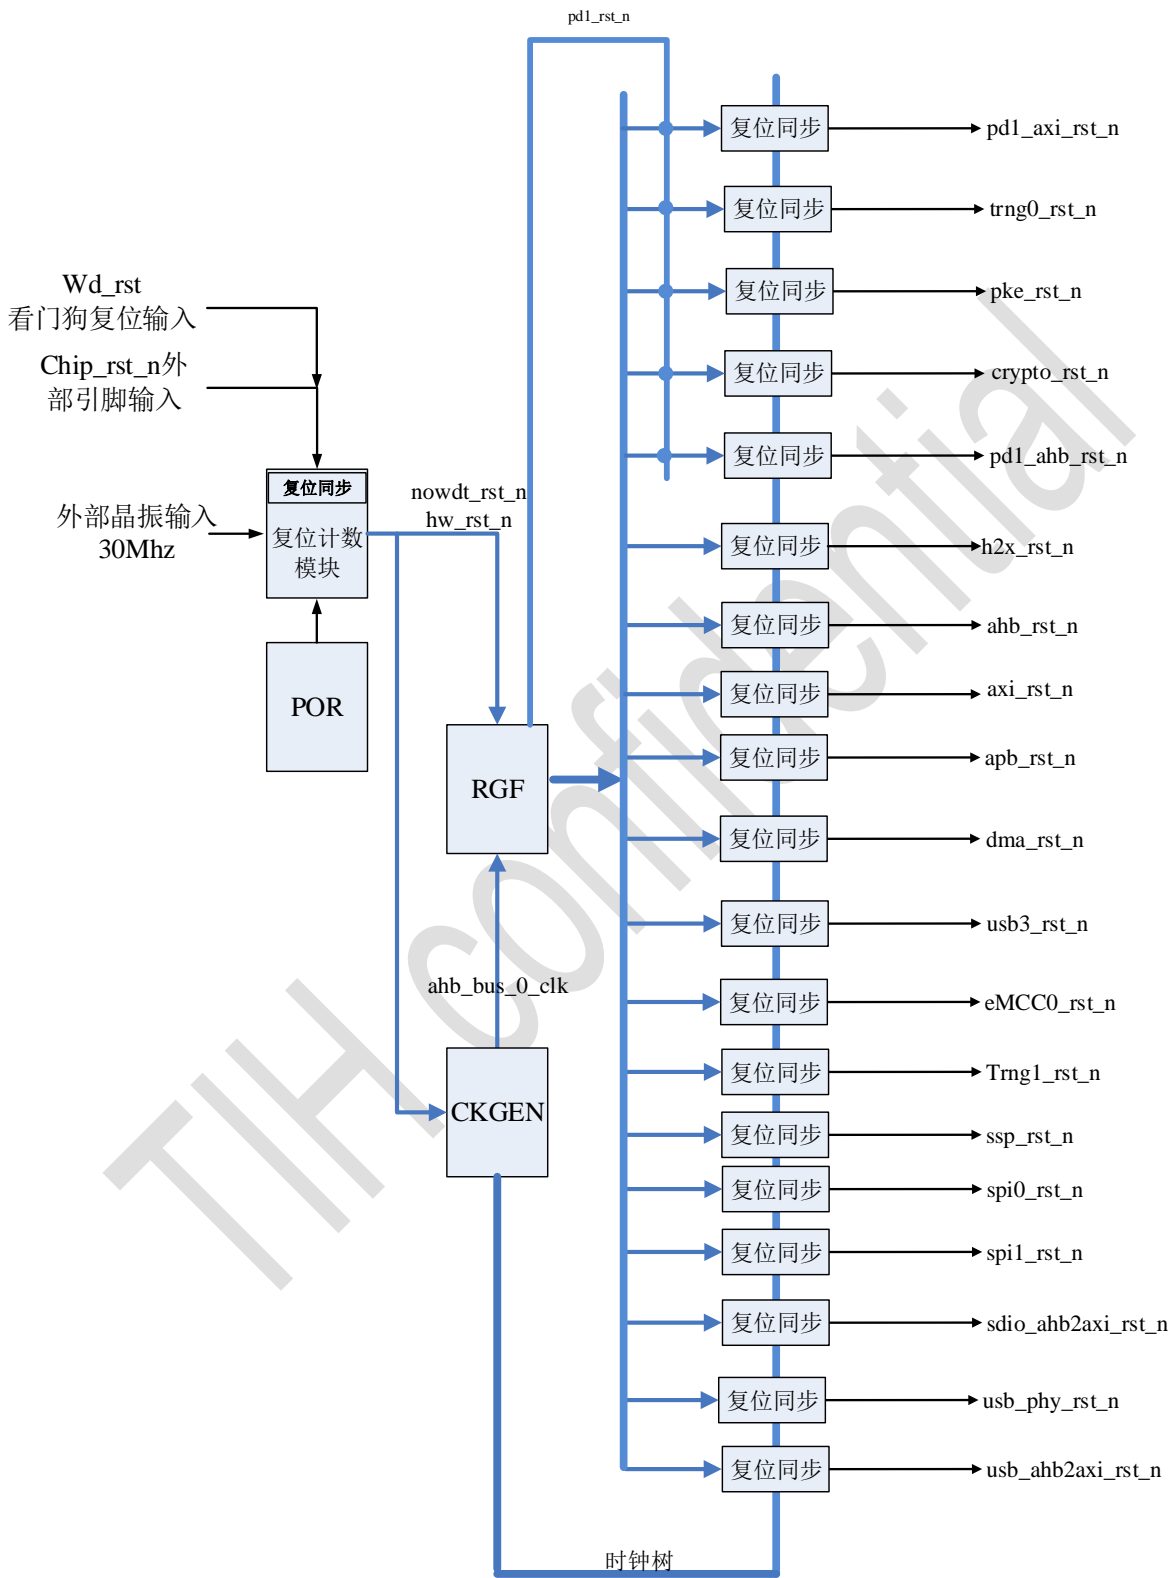 pd1_rst_n
复位同步
pd1_axi_rst_n
复位同步
trng0_rst_n
Wd_rst
看门狗复位输入
复位同步
pke_rst_n
Chip_rst_n外
部引脚输入
复位同步
crypto_rst_n
复位同步
pd1_ahb_rst_n
复位同步
nowdt_rst_n
hw_rst_n
外部晶振输入
30Mhz
复位计数
模块
复位同步
h2x_rst_n
复位同步
ahb_rst_n
POR
复位同步
axi_rst_n
复位同步
apb_rst_n
RGF
复位同步
dma_rst_n
复位同步
usb3_rst_n
ahb_bus_0_clk
复位同步
eMCC0_rst_n
复位同步
Trng1_rst_n
CKGEN
复位同步
ssp_rst_n
复位同步
spi0_rst_n
复位同步
spi1_rst_n
复位同步
sdio_ahb2axi_rst_n
复位同步
usb_phy_rst_n
复位同步
usb_ahb2axi_rst_n
时钟树
TIH confidential